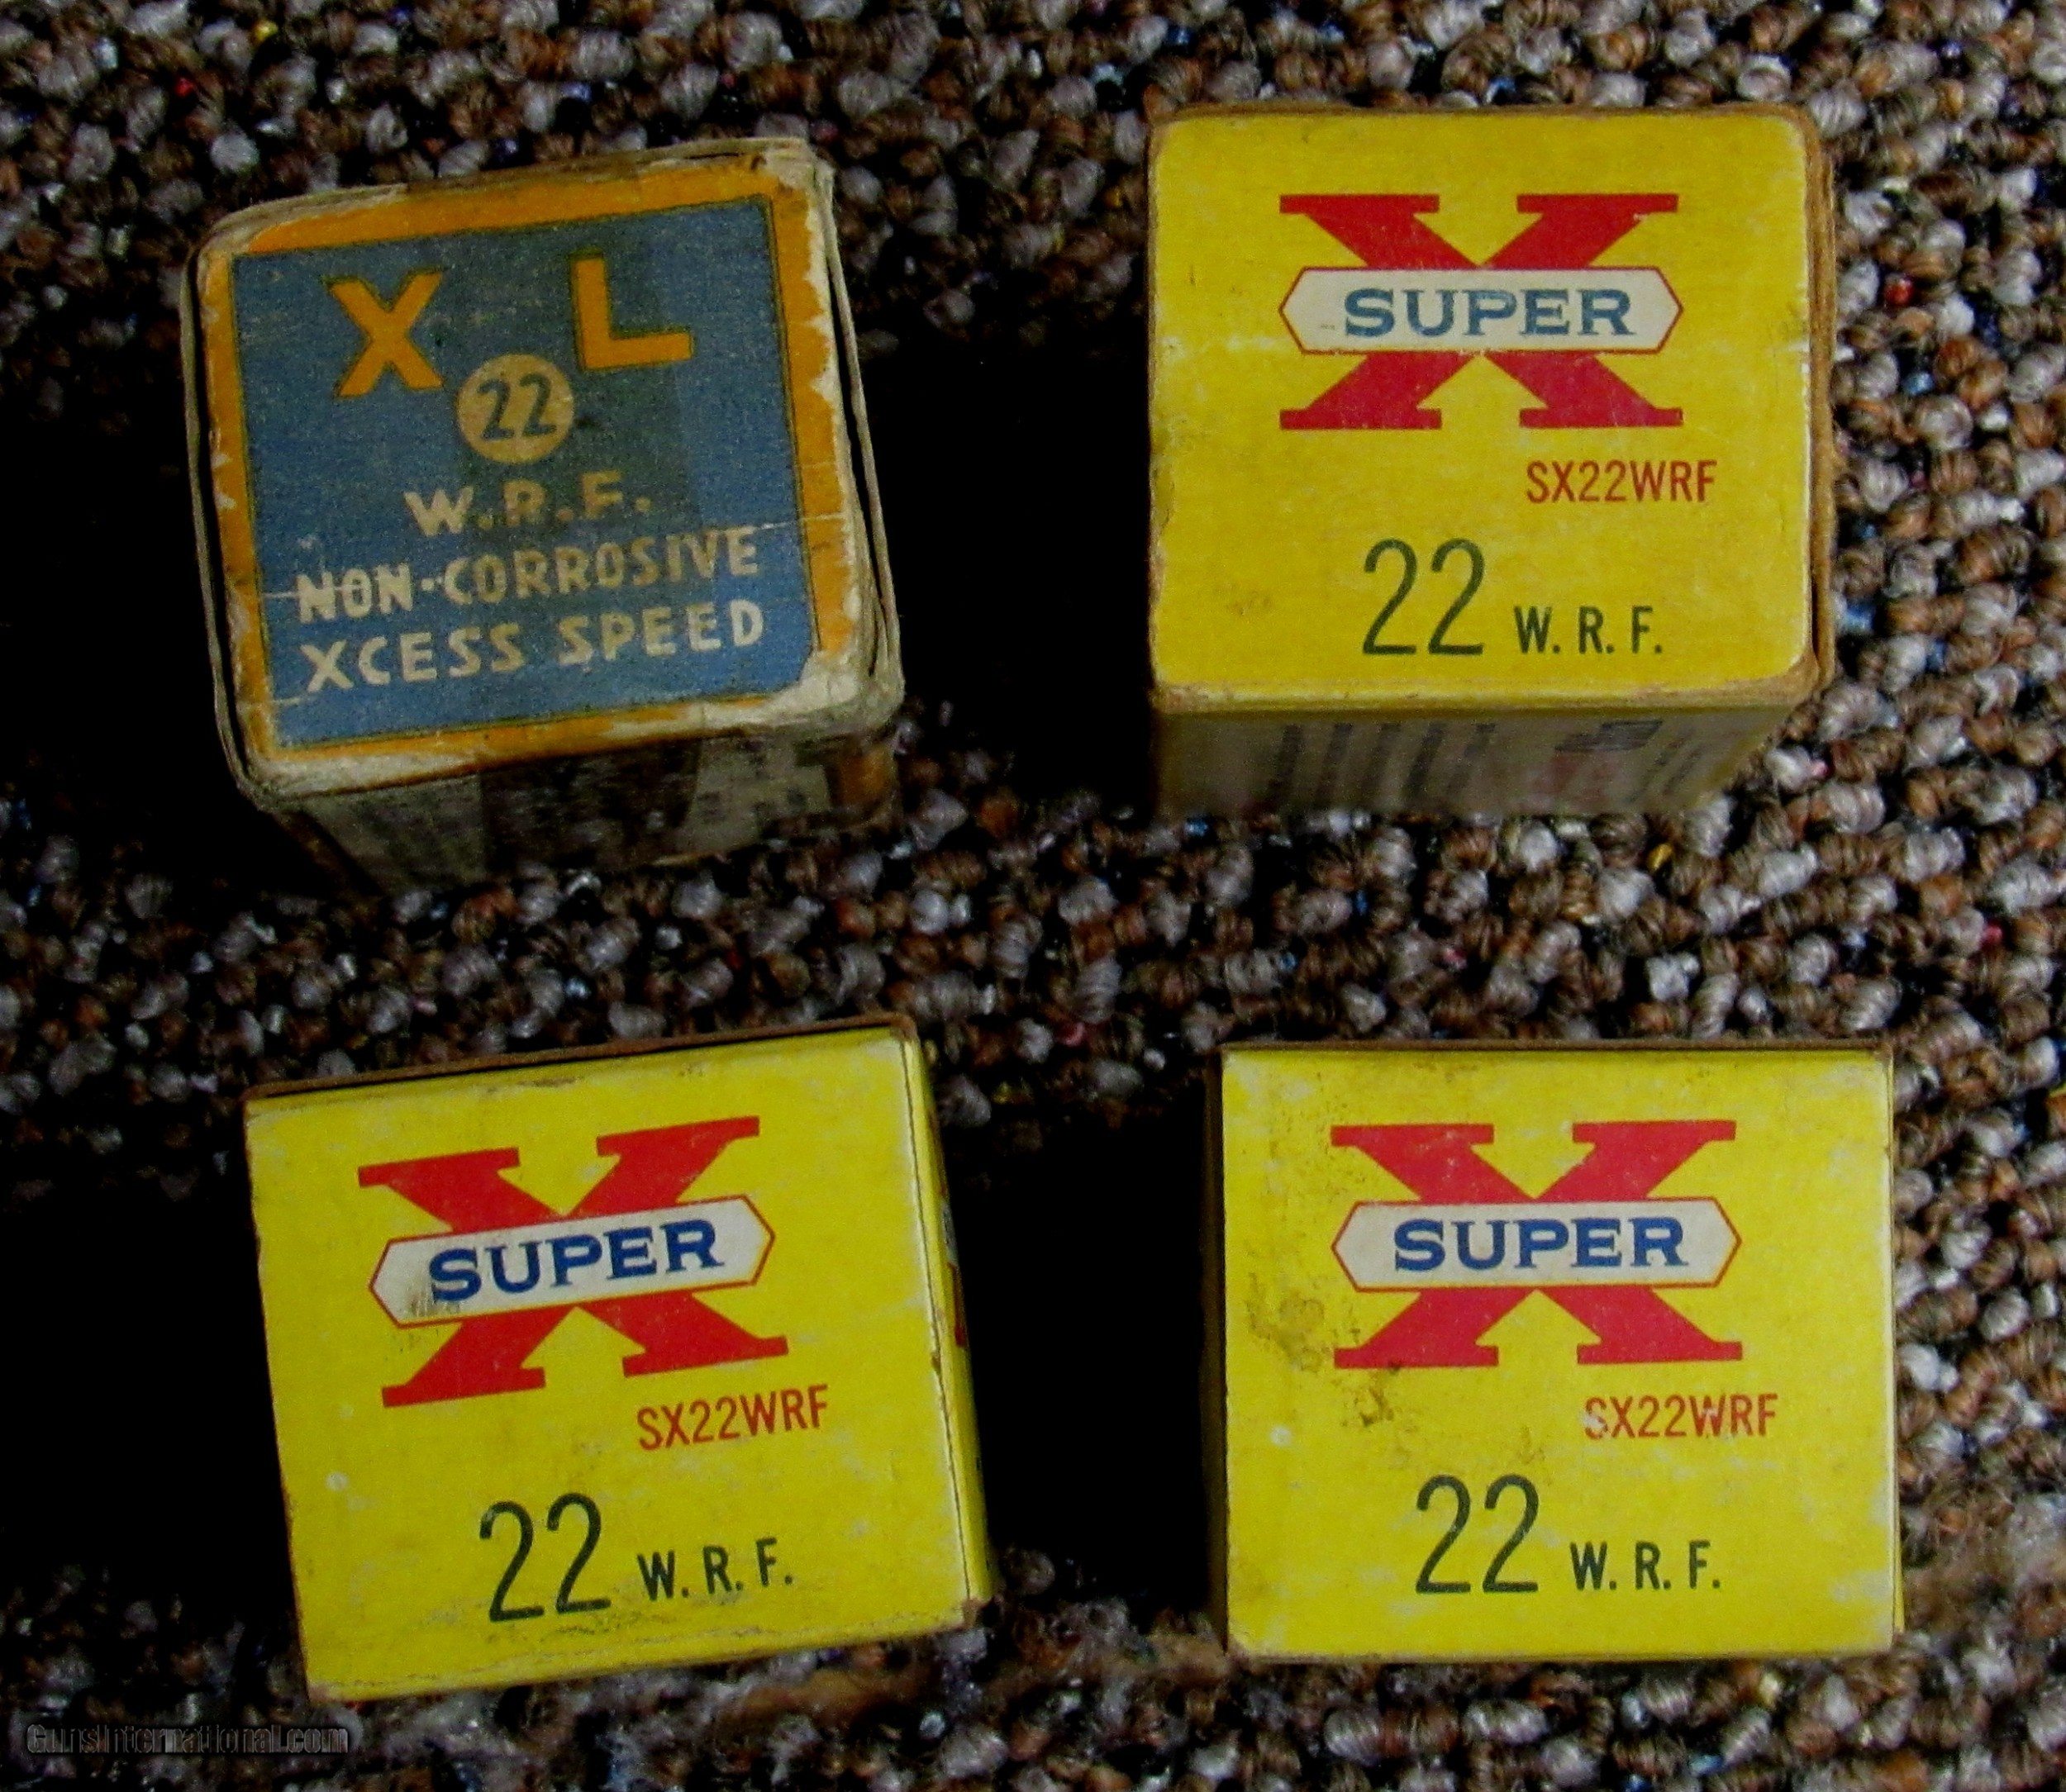 X L
22
W.R.F.
NON-CORROSIVE
XCESS SPEED
X
SUPER
SX22WRF
22 W. R. F.
X
SUPER
SX22WRF
22 W. R. F.
X
SUPER
SX22WRF
22 W. R. F.
GunsInternational.com